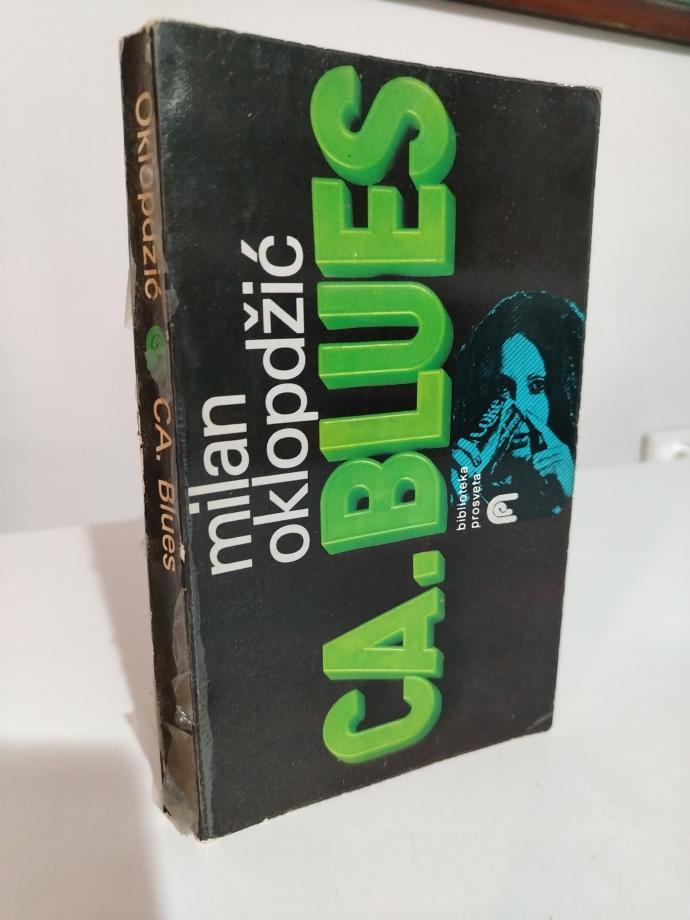 Oklopdžić CA. Blues
milan
oklopdžić
CA. BLUES
biblioteka
prosveta